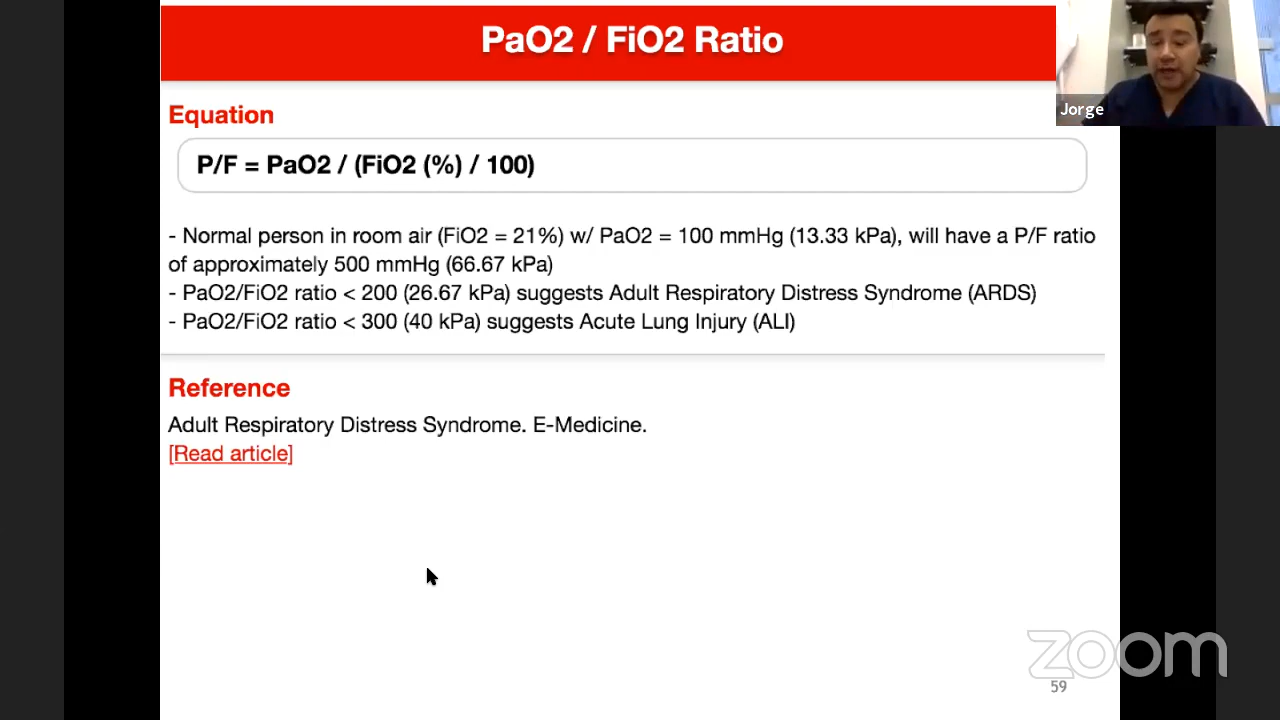 PaO2 / FiO2 Ratio
Jorge
Equation
P/F = PaO2 / (FiO2 (%) / 100)
- Normal person in room air (FiO2 = 21%) w/ PaO2 = 100 mmHg (13.33 kPa), will have a P/F ratio
of approximately 500 mmHg (66.67 kPa)
- PaO2/FiO2 ratio < 200 (26.67 kPa) suggests Adult Respiratory Distress Syndrome (ARDS)
- PaO2/FiO2 ratio < 300 (40 kPa) suggests Acute Lung Injury (ALI)
Reference
Adult Respiratory Distress Syndrome. E-Medicine.
[Read article]
zoom
59